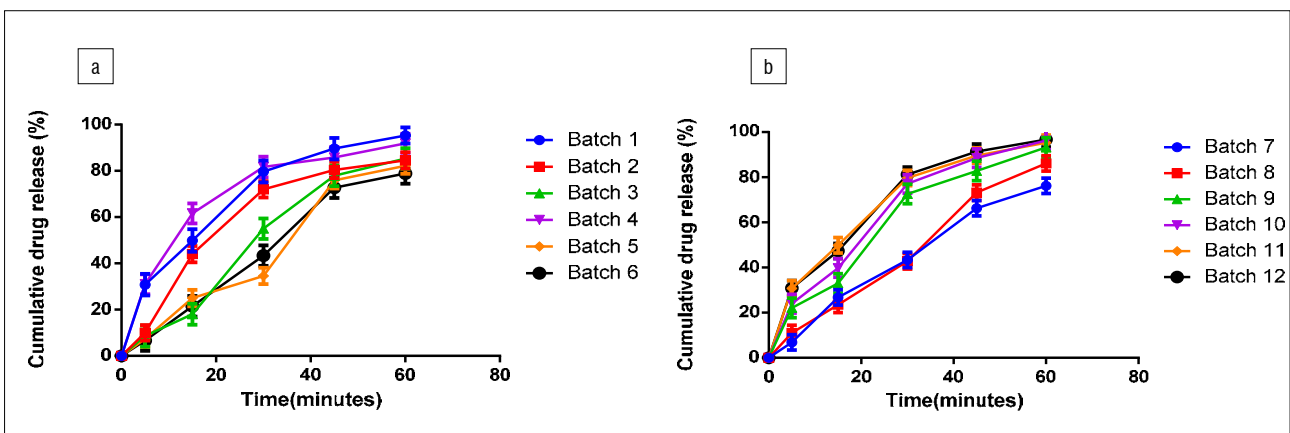 a
Cumulative drug release (%)
100
80
60
40
20
0
0 20 40 60 80
Time(minutes)
Batch 1
Batch 2
Batch 3
Batch 4
Batch 5
Batch 6
b
Cumulative drug release (%)
100
80
60
40
20
0
0 20 40 60 80
Time(minutes)
Batch 7
Batch 8
Batch 9
Batch 10
Batch 11
Batch 12